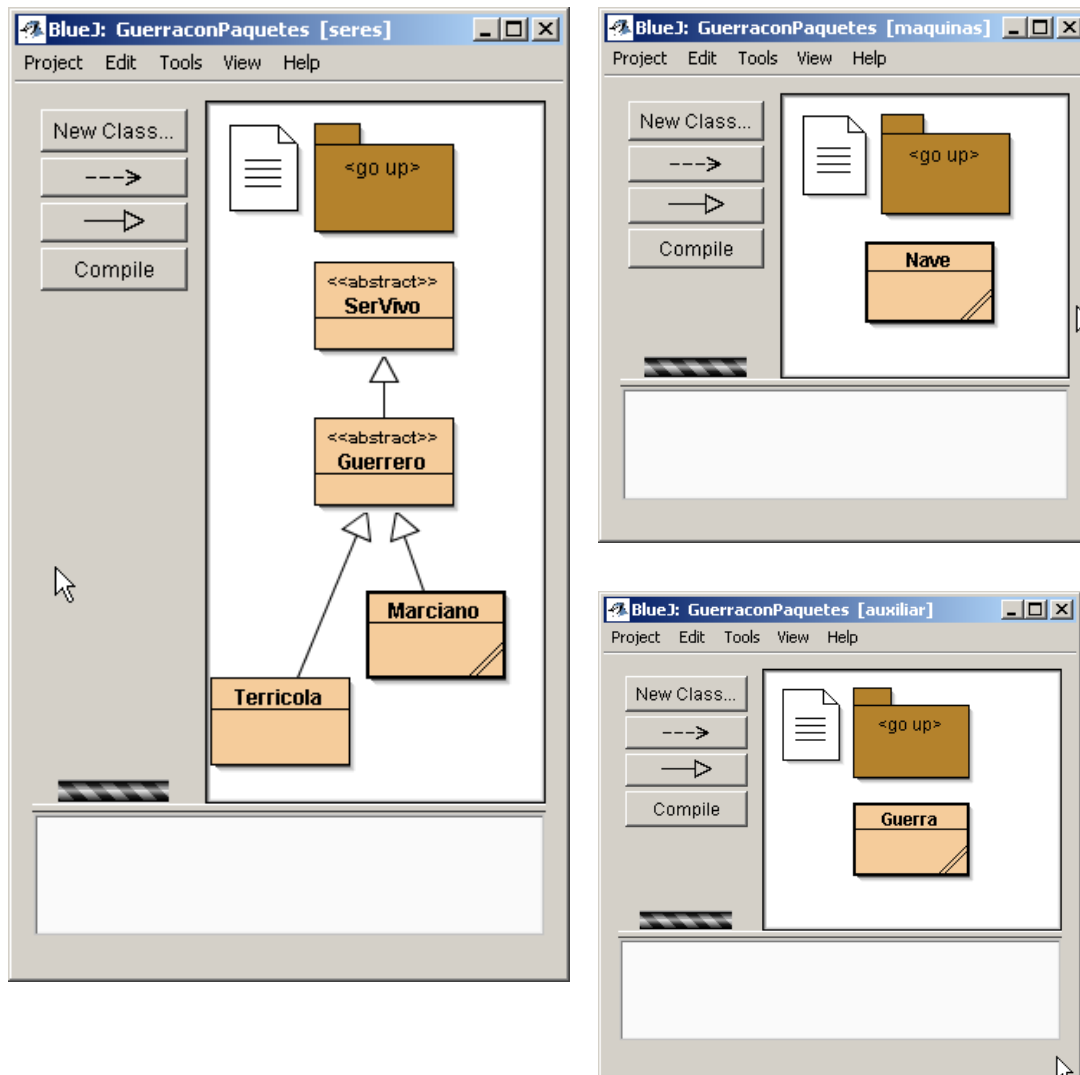 BlueJ: GuerraconPaquetes [seres]
Project Edit Tools View Help
New Class...
Compile
<go up>
<<abstract>>
SerVivo
<<abstract>>
Guerrero
Marciano
Terricola
BlueJ: GuerraconPaquetes [maquinas]
Project Edit Tools View Help
New Class...
Compile
<go up>
Nave
BlueJ: GuerraconPaquetes [auxiliar]
Project Edit Tools View Help
New Class...
Compile
<go up>
Guerra